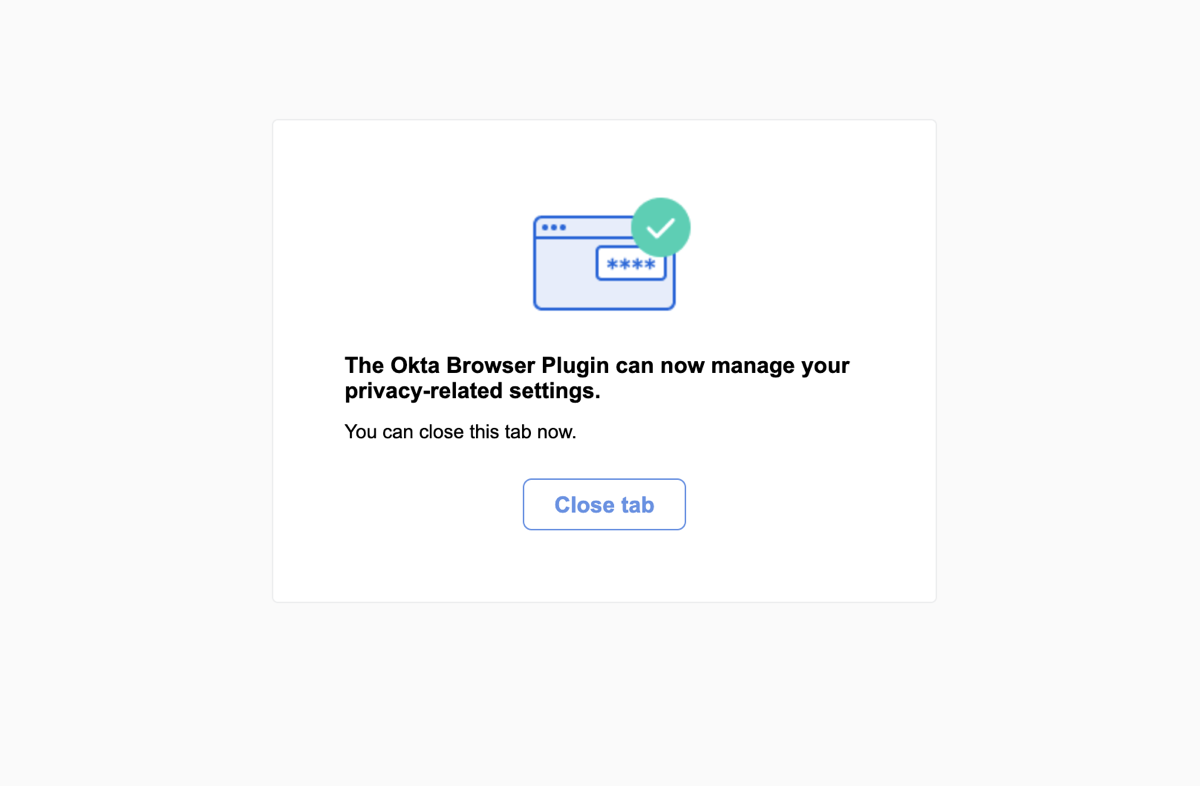 ****
The Okta Browser Plugin can now manage your
privacy-related settings.
You can close this tab now.
Close tab